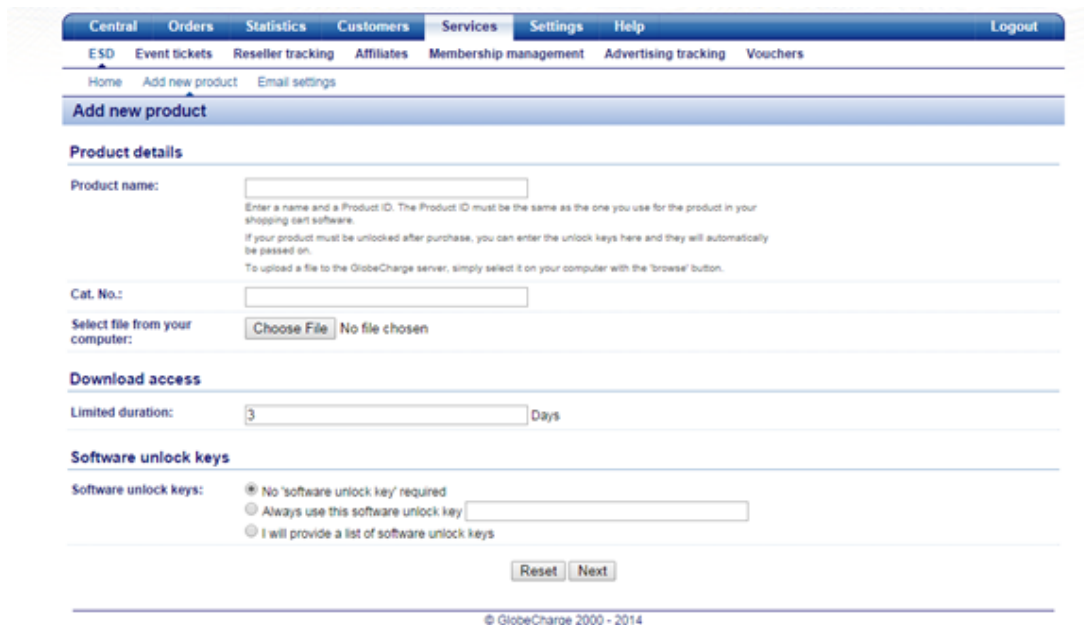 Central Orders Statistics Customers Services Settings Help Logout
ESD Event tickets Reseller tracking Affiliates Membership management Advertising tracking Vouchers
Home Add new product Email settings
Add new product
Product details
Product name:
Enter a name and a Product ID. The Product ID must be the same as the one you use for the product in your
shopping cart software.
If your product must be unlocked after purchase, you can enter the unlock keys here and they will automatically
be passed on.
To upload a file to the GlobeCharge server, simply select it on your computer with the 'browse' button.
Cat. No.:
Select file from your
computer:
Choose File No file chosen
Download access
Limited duration: 3 Days
Software unlock keys
Software unlock keys: No 'software unlock key' required
Always use this software unlock key
I will provide a list of software unlock keys
Reset Next
© GlobeCharge 2000 - 2014